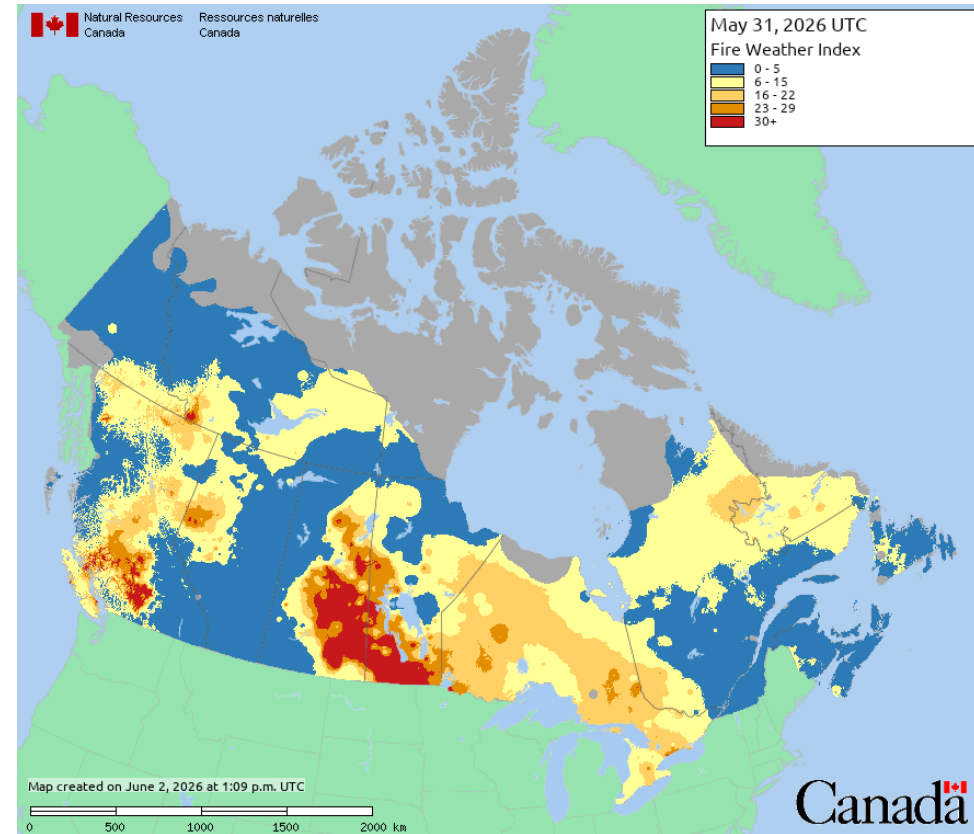 Natural Resources Ressources naturelles
Canada Canada
May 31, 2026 UTC
Fire Weather Index
0 - 5
6 - 15
16 - 22
23 - 29
30+
Map created on June 2, 2026 at 1:09 p.m. UTC
0 500 1000 1500 2000 km
Canada